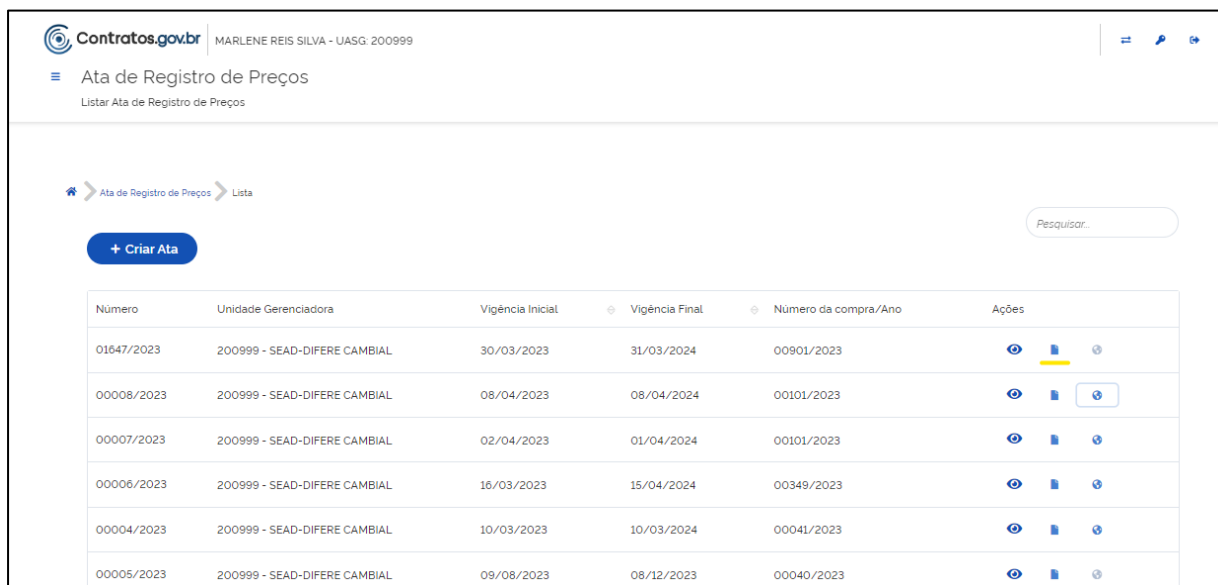 Contratos.gov.br MARLENE REIS SILVA - UASG: 200999
Ata de Registro de Preços
Listar Ata de Registro de Preços
Ata de Registro de Preços Lista
Pesquisar...
+ Criar Ata
Número Unidade Gerenciadora Vigência Inicial Vigência Final Número da compra/Ano Ações
01647/2023 200999 - SEAD-DIFERE CAMBIAL 30/03/2023 31/03/2024 00901/2023
00008/2023 200999 - SEAD-DIFERE CAMBIAL 08/04/2023 08/04/2024 00101/2023
00007/2023 200999 - SEAD-DIFERE CAMBIAL 02/04/2023 01/04/2024 00101/2023
00006/2023 200999 - SEAD-DIFERE CAMBIAL 16/03/2023 15/04/2024 00349/2023
00004/2023 200999 - SEAD-DIFERE CAMBIAL 10/03/2023 10/03/2024 00041/2023
00005/2023 200999 - SEAD-DIFERE CAMBIAL 09/08/2023 08/12/2023 00040/2023